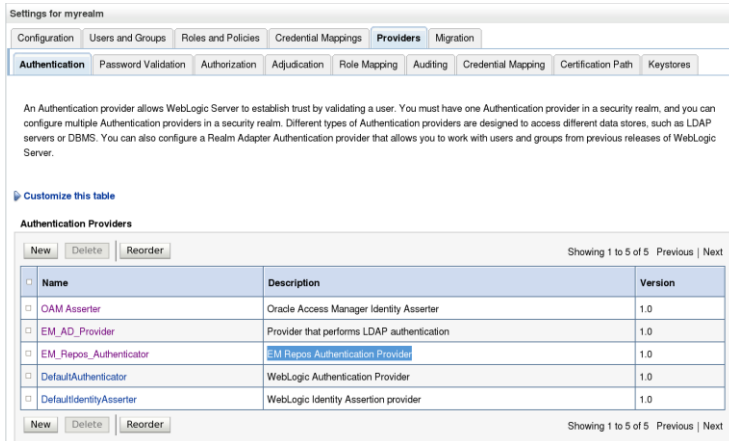 Settings for myrealm
Configuration Users and Groups Roles and Policies Credential Mappings Providers Migration
Authentication Password Validation Authorization Adjudication Role Mapping Auditing Credential Mapping Certification Path Keystores
An Authentication provider allows WebLogic Server to establish trust by validating a user. You must have one Authentication provider in a security realm, and you can
configure multiple Authentication providers in a security realm. Different types of Authentication providers are designed to access different data stores, such as LDAP
servers or DBMS. You can also configure a Realm Adapter Authentication provider that allows you to work with users and groups from previous releases of WebLogic
Server.
Customize this table
Authentication Providers
New Delete Reorder Showing 1 to 5 of 5 Previous | Next
Name Description Version
OAM Asserter Oracle Access Manager Identity Asserter 1.0
EM_AD_Provider Provider that performs LDAP authentication 1.0
EM_Repos_Authenticator EM Repos Authentication Provider 1.0
DefaultAuthenticator WebLogic Authentication Provider 1.0
DefaultIdentityAsserter WebLogic Identity Assertion provider 1.0
New Delete Reorder Showing 1 to 5 of 5 Previous | Next